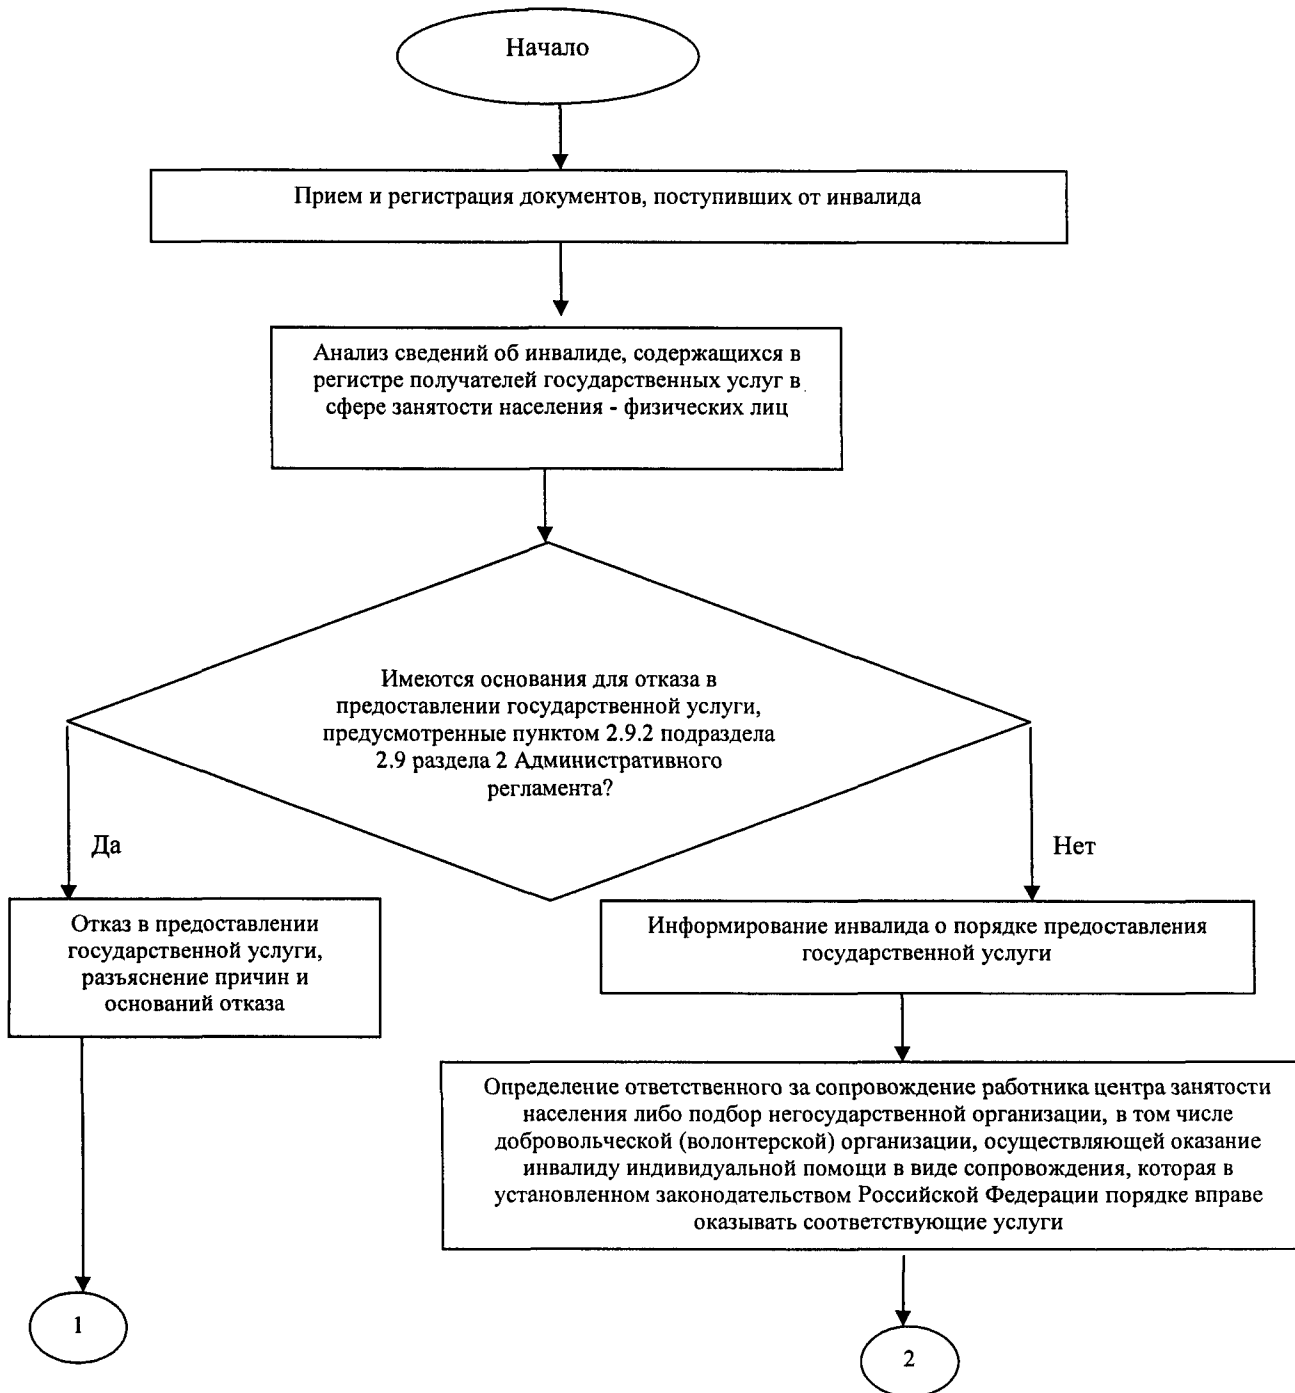 Начало
Прием и регистрация документов, поступивших от инвалида
Анализ сведений об инвалиде, содержащихся в
регистре получателей государственных услуг в
сфере занятости населения - физических лиц
Имеются основания для отказа в
предоставлении государственной услуги,
предусмотренные пунктом 2.9.2 подраздела
2.9 раздела 2 Административного
регламента?
Да
Нет
Отказ в предоставлении
государственной услуги,
разъяснение причин и
оснований отказа
Информирование инвалида о порядке предоставления
государственной услуги
Определение ответственного за сопровождение работника центра занятости
населения либо подбор негосударственной организации, в том числе
добровольческой (волонтерской) организации, осуществляющей оказание
инвалиду индивидуальной помощи в виде сопровождения, которая в
установленном законодательством Российской Федерации порядке вправе
оказывать соответствующие услуги
1
2